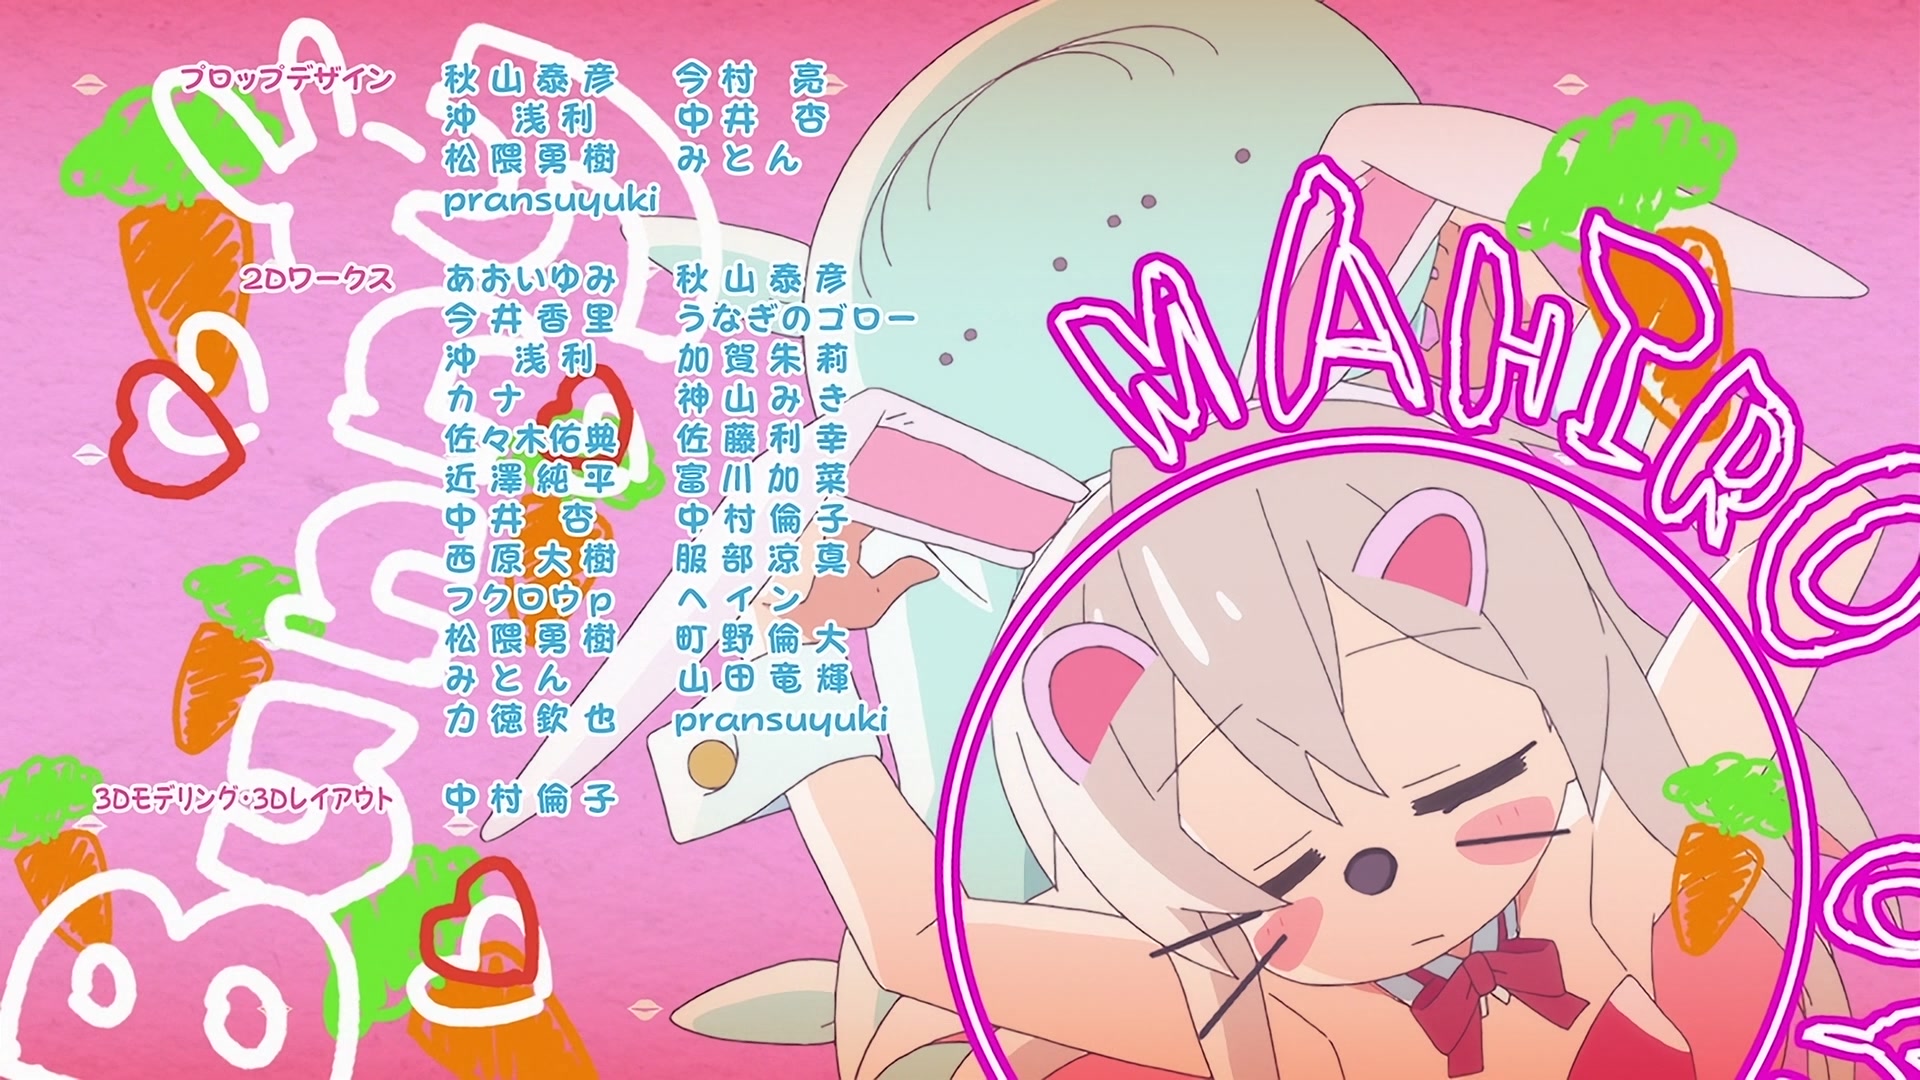 プロップデザイン 秋山泰彦 今村 亮
沖 浅利 中井 杏
松隈勇樹 みとん
pransuyuki
2Dワークス あおいゆみ 秋山泰彦
今井香里 うなぎのゴロー
沖 浅利 加賀朱莉
カナ 神山みき
佐々木佑典 佐藤利幸
近澤純平 富川加菜
中井 杏 中村倫子
西原大樹 服部涼真
フクロウp ヘイン
松隈勇樹 町野倫大
みとん 山田竜輝
力徳欽也 pransuyuki
3Dモデリング・3Dレイアウト 中村倫子
MAHIRO